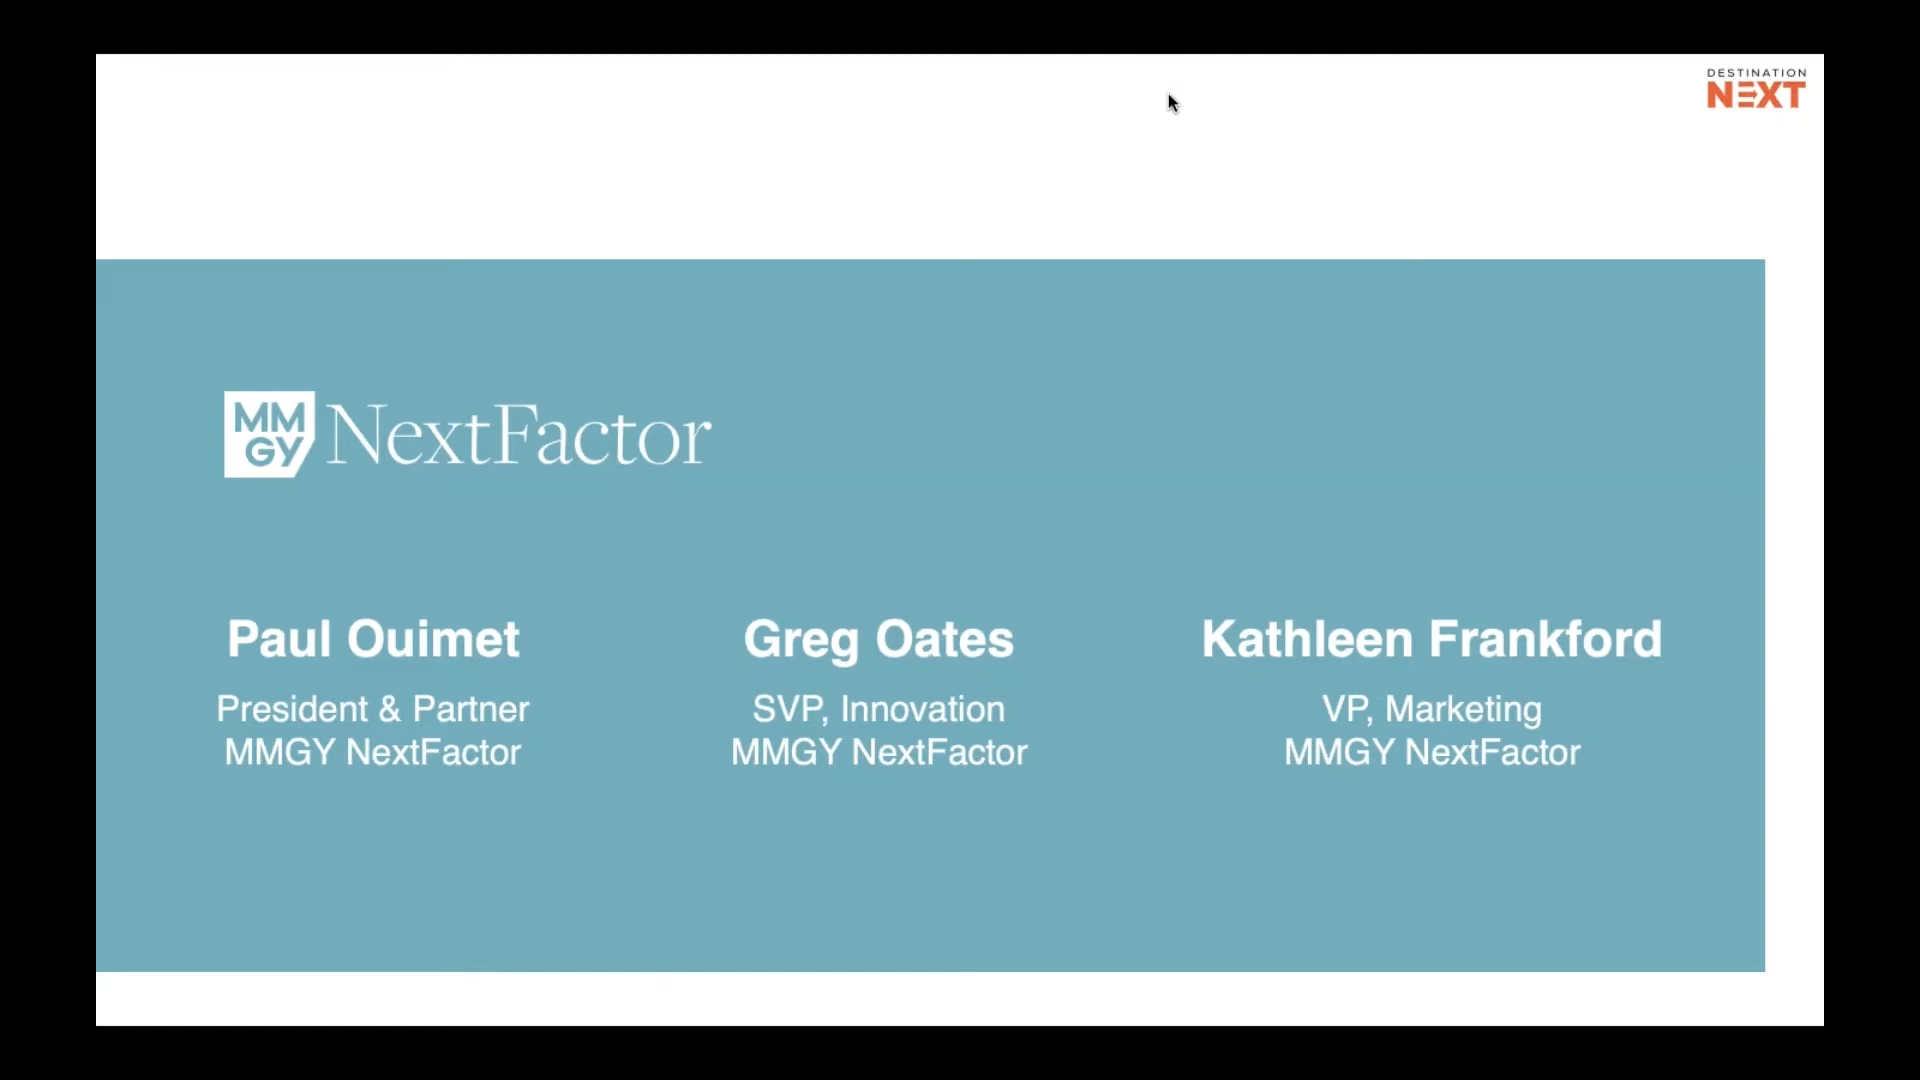 DESTINATION
NEXT
MM
GY
NextFactor
Paul Ouimet
President & Partner
MMGY NextFactor
Greg Oates
SVP, Innovation
MMGY NextFactor
Kathleen Frankford
VP, Marketing
MMGY NextFactor